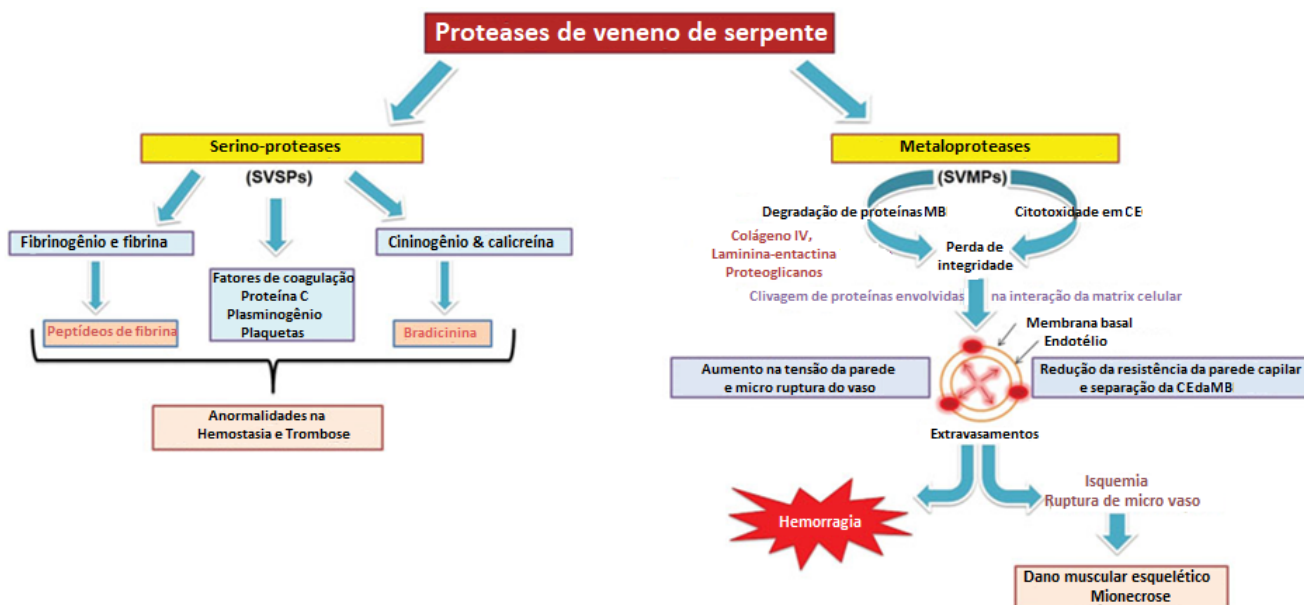 Proteases de veneno de serpente
Serino-proteases
(SVSPs)
Fibrinogênio e fibrina
Cininogênio & calicreína
Fatores de coagulação
Proteína C
Plasminogênio
Plaquetas
Peptídeos de fibrina
Bradicinina
Anormalidades na
Hemostasia e Trombose
Metaloproteases
(SVMPs)
Degradação de proteínas MB
Citotoxidade em CE
Colágeno IV,
Laminina-entactina
Proteoglicanos
Perda de
integridade
Clivagem de proteínas envolvidas na interação da matrix celular
Membrana basal
Endotélio
Aumento na tensão da parede
e micro ruptura do vaso
Redução da resistência da parede capilar
e separação da CEdaMB
Extravasamentos
Hemorragia
Isquemia
Ruptura de micro vaso
Dano muscular esquelético
Mionecrose